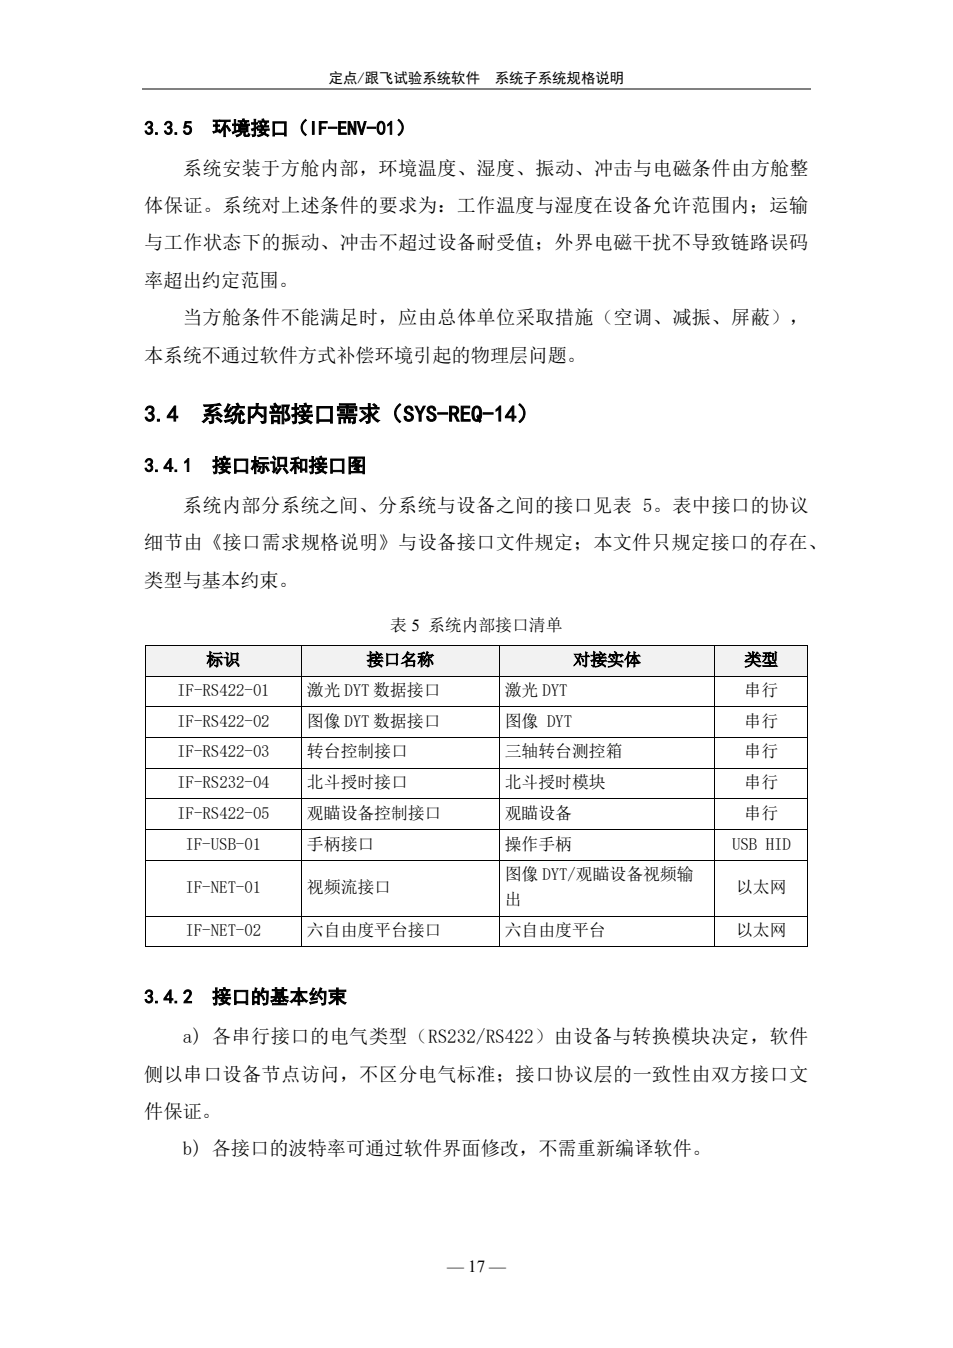 定点/跟飞试验系统软件　系统子系统规格说明
3.3.5　环境接口（IF-ENV-01）
系统安装于方舱内部，环境温度、湿度、振动、冲击与电磁条件由方舱整
体保证。系统对上述条件的要求为：工作温度与湿度在设备允许范围内；运输
与工作状态下的振动、冲击不超过设备耐受值；外界电磁干扰不导致链路误码
率超出约定范围。
当方舱条件不能满足时，应由总体单位采取措施（空调、减振、屏蔽），
本系统不通过软件方式补偿环境引起的物理层问题。
3.4　系统内部接口需求（SYS-REQ-14）
3.4.1　接口标识和接口图
系统内部分系统之间、分系统与设备之间的接口见表 5。表中接口的协议
细节由《接口需求规格说明》与设备接口文件规定；本文件只规定接口的存在、
类型与基本约束。
表 5 系统内部接口清单
标识 接口名称 对接实体 类型
IF-RS422-01 激光 DYT 数据接口 激光 DYT 串行
IF-RS422-02 图像 DYT 数据接口 图像 DYT 串行
IF-RS422-03 转台控制接口 三轴转台测控箱 串行
IF-RS232-04 北斗授时接口 北斗授时模块 串行
IF-RS422-05 观瞄设备控制接口 观瞄设备 串行
IF-USB-01 手柄接口 操作手柄 USB HID
IF-NET-01 视频流接口 图像 DYT/观瞄设备视频输
出 以太网
IF-NET-02 六自由度平台接口 六自由度平台 以太网
3.4.2　接口的基本约束
a) 各串行接口的电气类型（RS232/RS422）由设备与转换模块决定，软件
侧以串口设备节点访问，不区分电气标准；接口协议层的一致性由双方接口文
件保证。
b) 各接口的波特率可通过软件界面修改，不需重新编译软件。
— 17 —